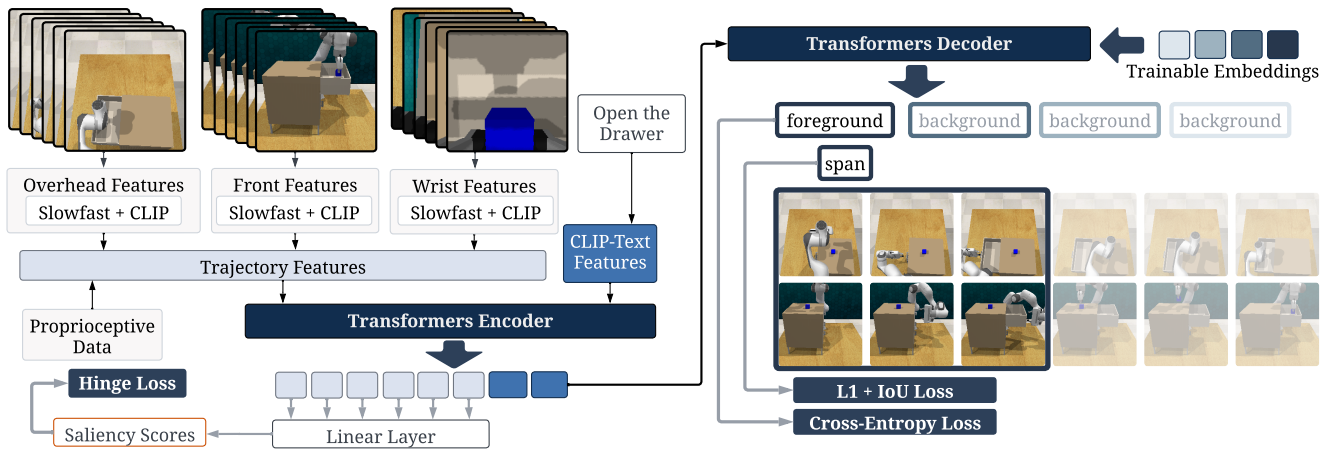 Open the
Drawer
Overhead Features
Slowfast + CLIP
Front Features
Slowfast + CLIP
Wrist Features
Slowfast + CLIP
CLIP-Text
Features
Trajectory Features
Proprioceptive
Data
Transformers Encoder
Hinge Loss
Saliency Scores
Linear Layer
Transformers Decoder
Trainable Embeddings
foreground
background
background
background
span
L1 + IoU Loss
Cross-Entropy Loss